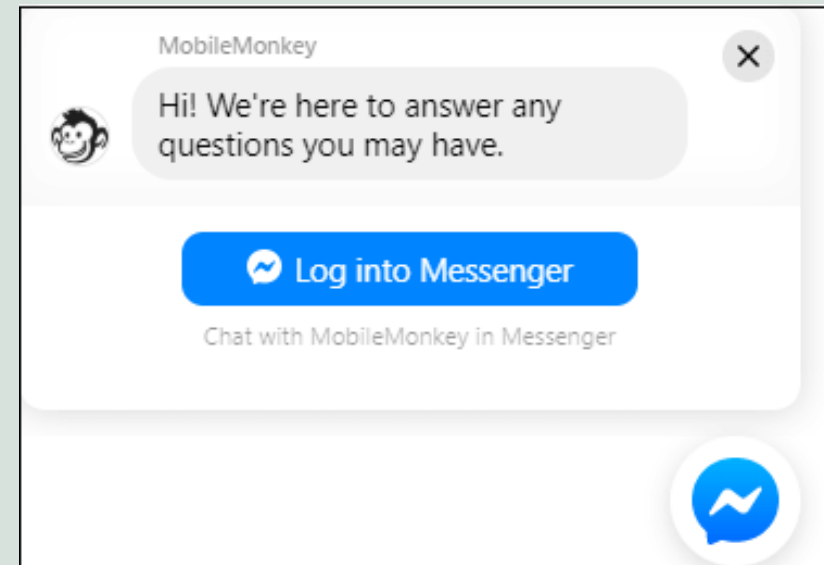 MobileMonkey
Hi! We're here to answer any
questions you may have.
Log into Messenger
Chat with MobileMonkey in Messenger